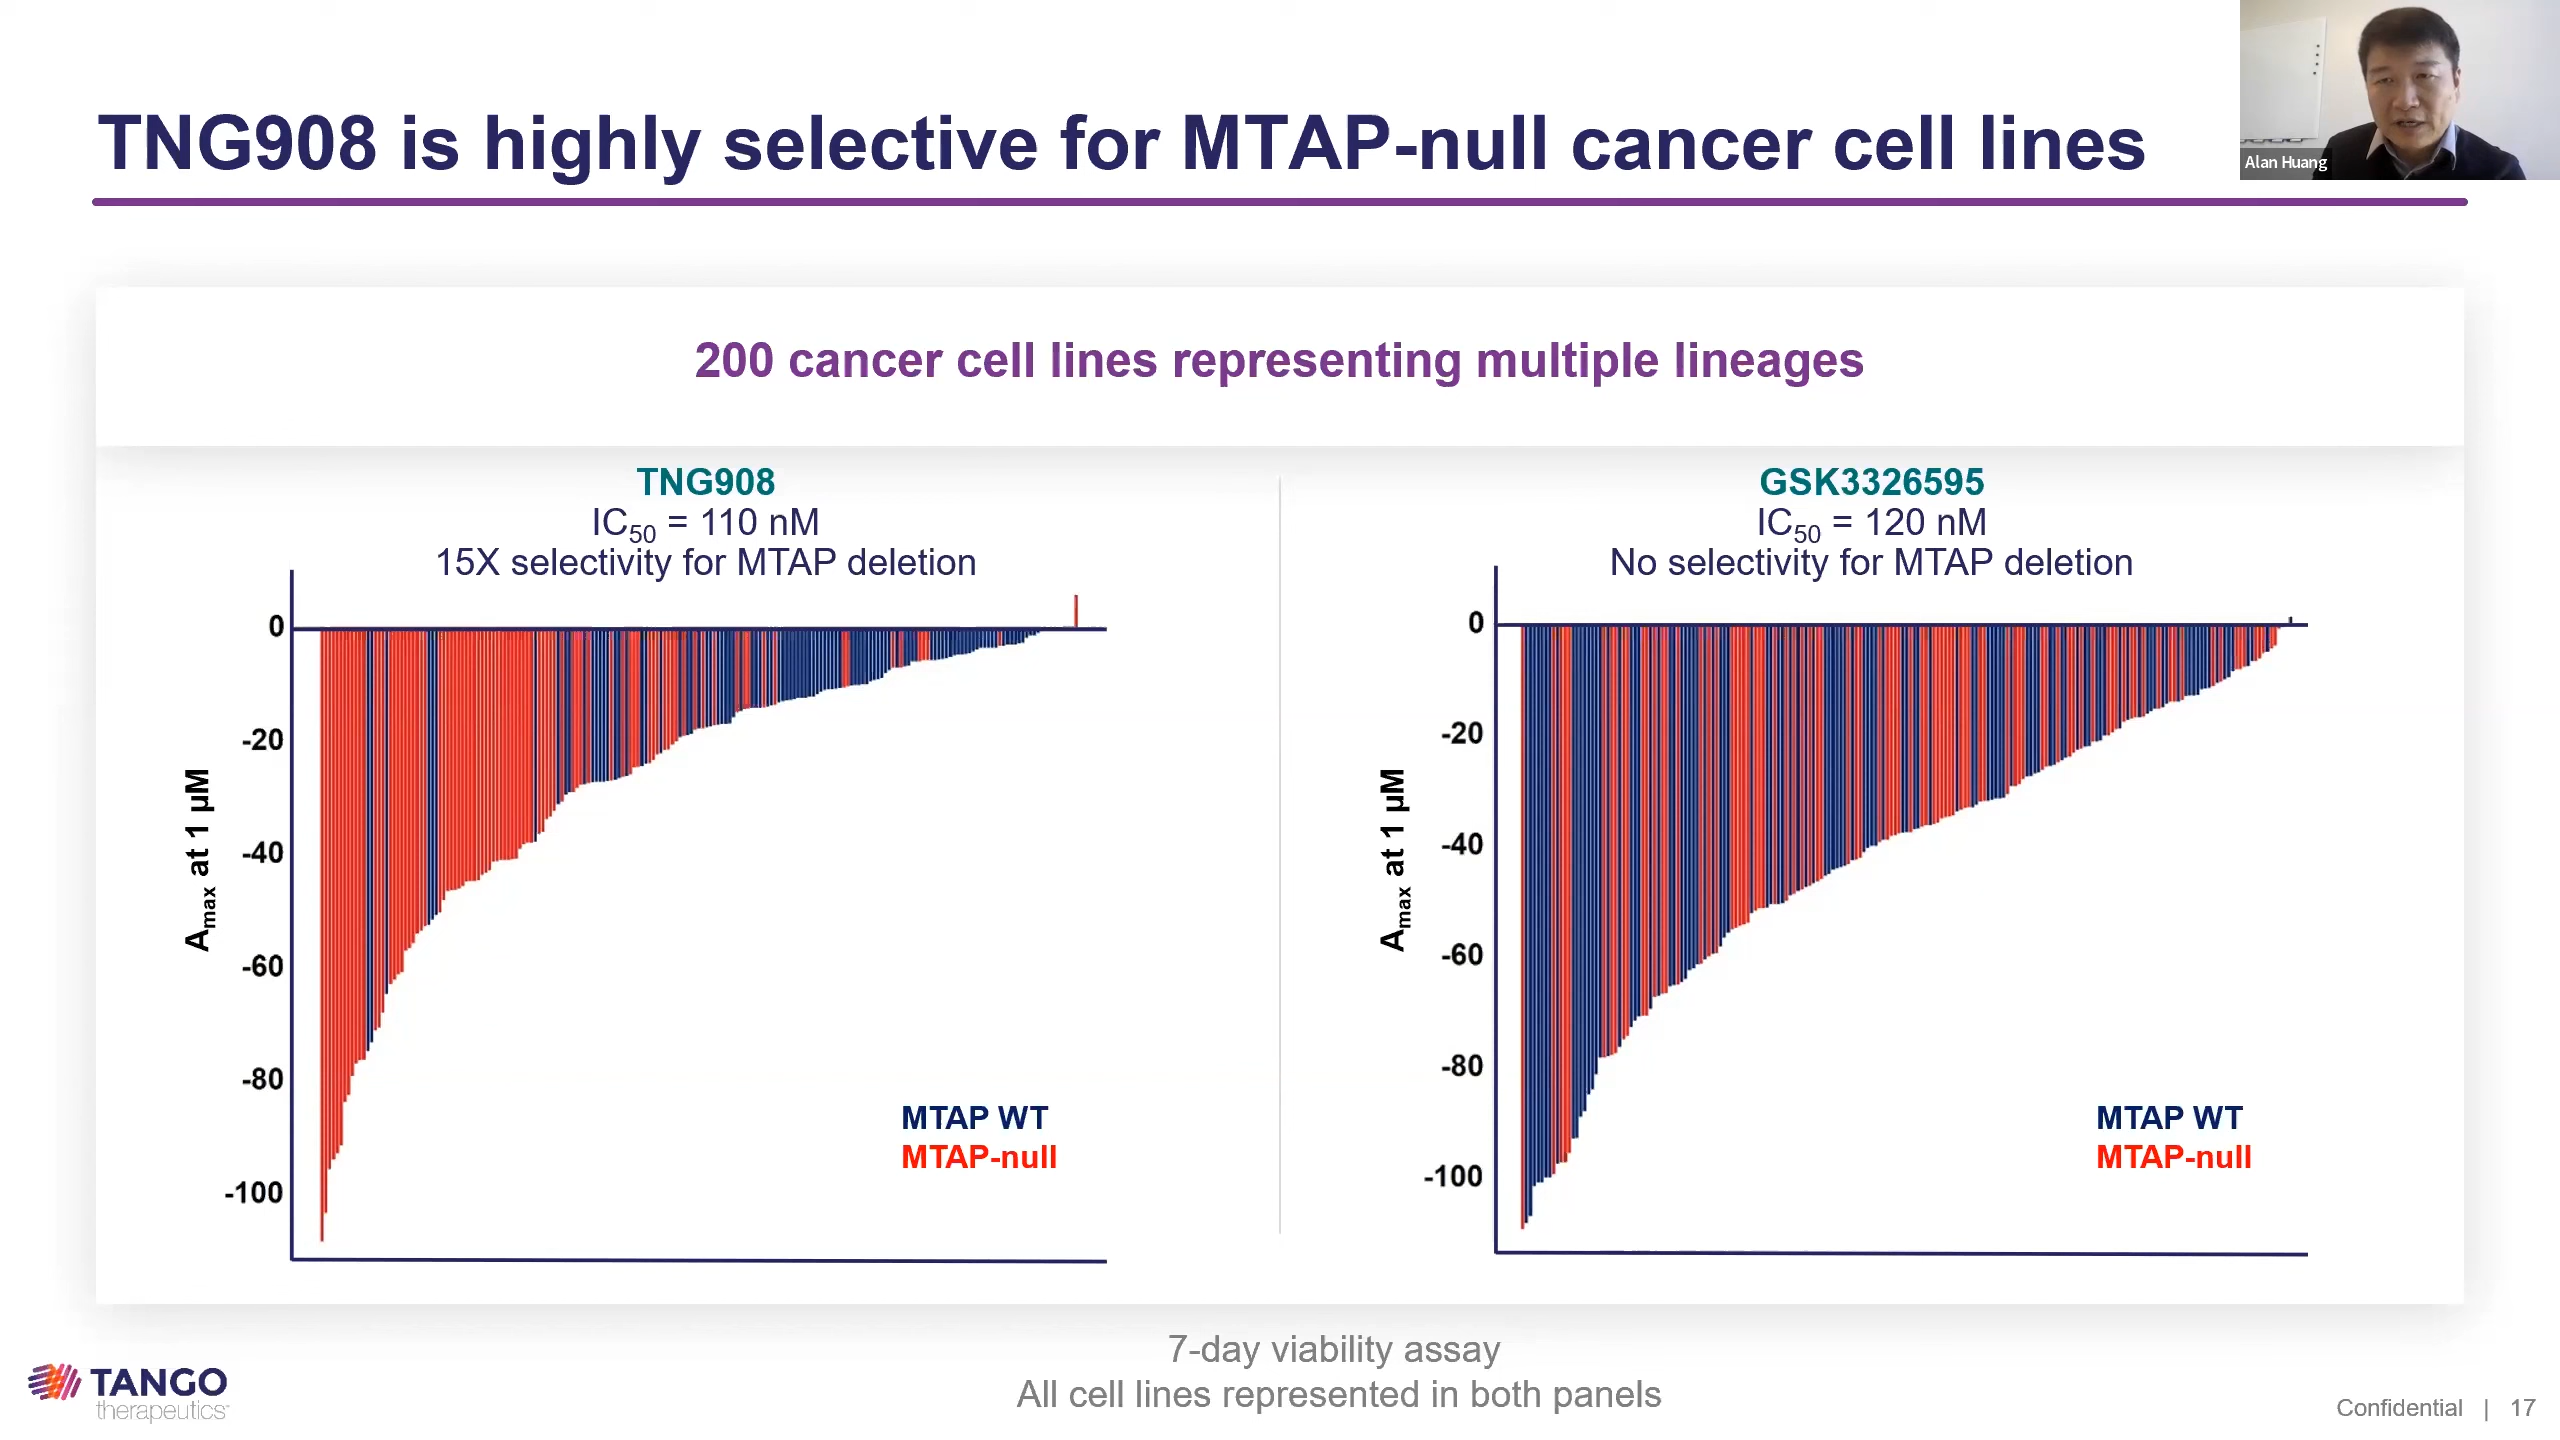 Alan Huang
TNG908 is highly selective for MTAP-null cancer cell lines
200 cancer cell lines representing multiple lineages
TNG908
IC50 = 110 nM
15X selectivity for MTAP deletion
0
-20
-40
-60
-80
-100
Amax at 1 µM
MTAP WT
MTAP-null
GSK3326595
IC50 = 120 nM
No selectivity for MTAP deletion
0
-20
-40
-60
-80
-100
Amax at 1 µM
MTAP WT
MTAP-null
7-day viability assay
All cell lines represented in both panels
TANGO
therapeutics
Confidential | 17